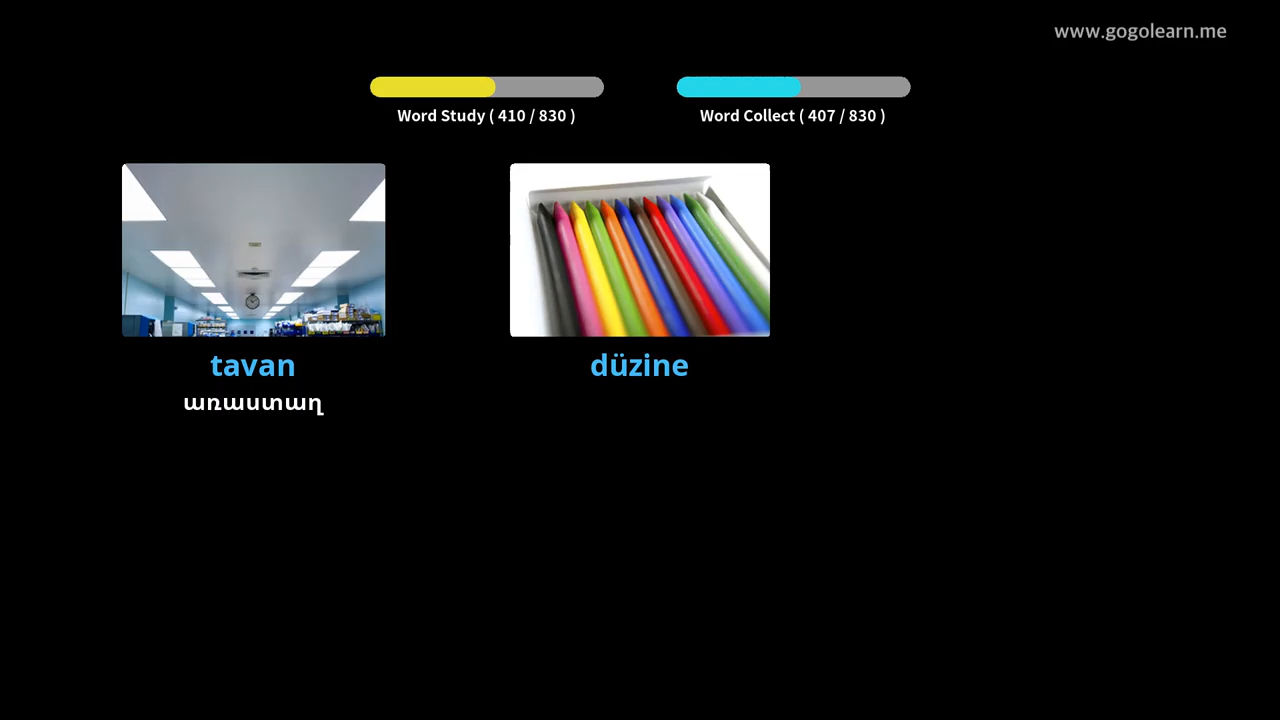 www.gogolearn.me
Word Study ( 410 / 830 )
Word Collect ( 407 / 830 )
tavan
առաստաղ
düzine